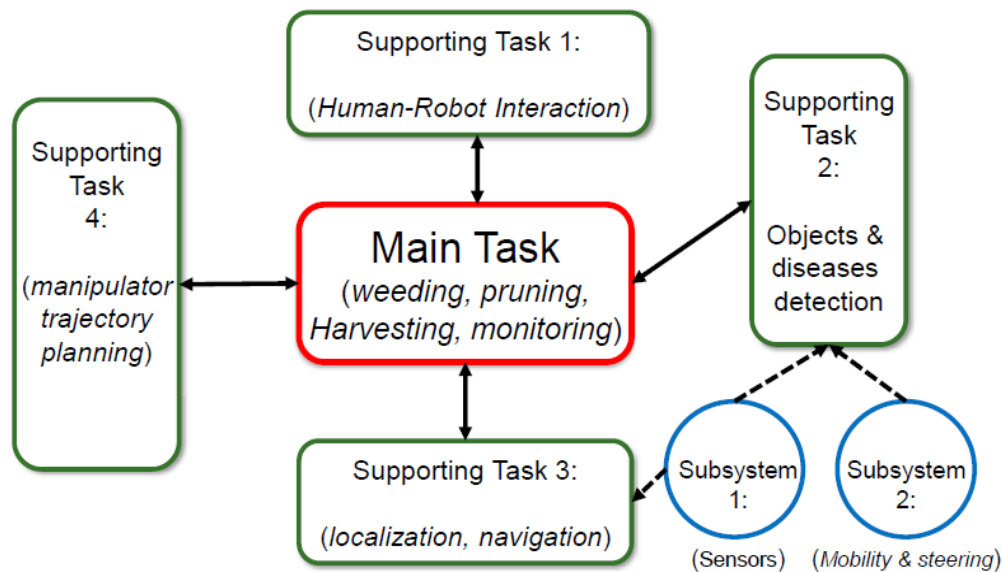 Supporting Task 1:
(Human-Robot Interaction)
Supporting
Task
2:
Objects &
diseases
detection
Supporting
Task
4:
(manipulator
trajectory
planning)
Main Task
(weeding, pruning,
Harvesting, monitoring)
Supporting Task 3:
(localization, navigation)
Subsystem
1:
(Sensors)
Subsystem
2:
(Mobility & steering)